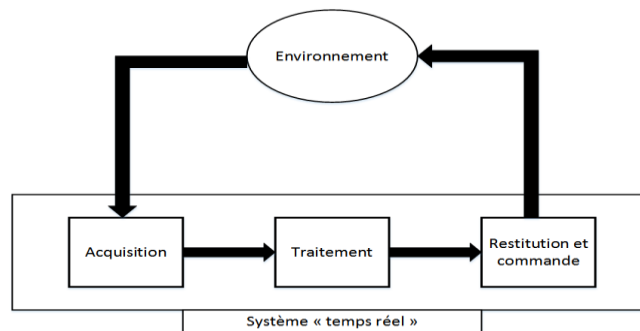 Environnement
Acquisition
Traitement
Restitution et
commande
Système « temps réel »